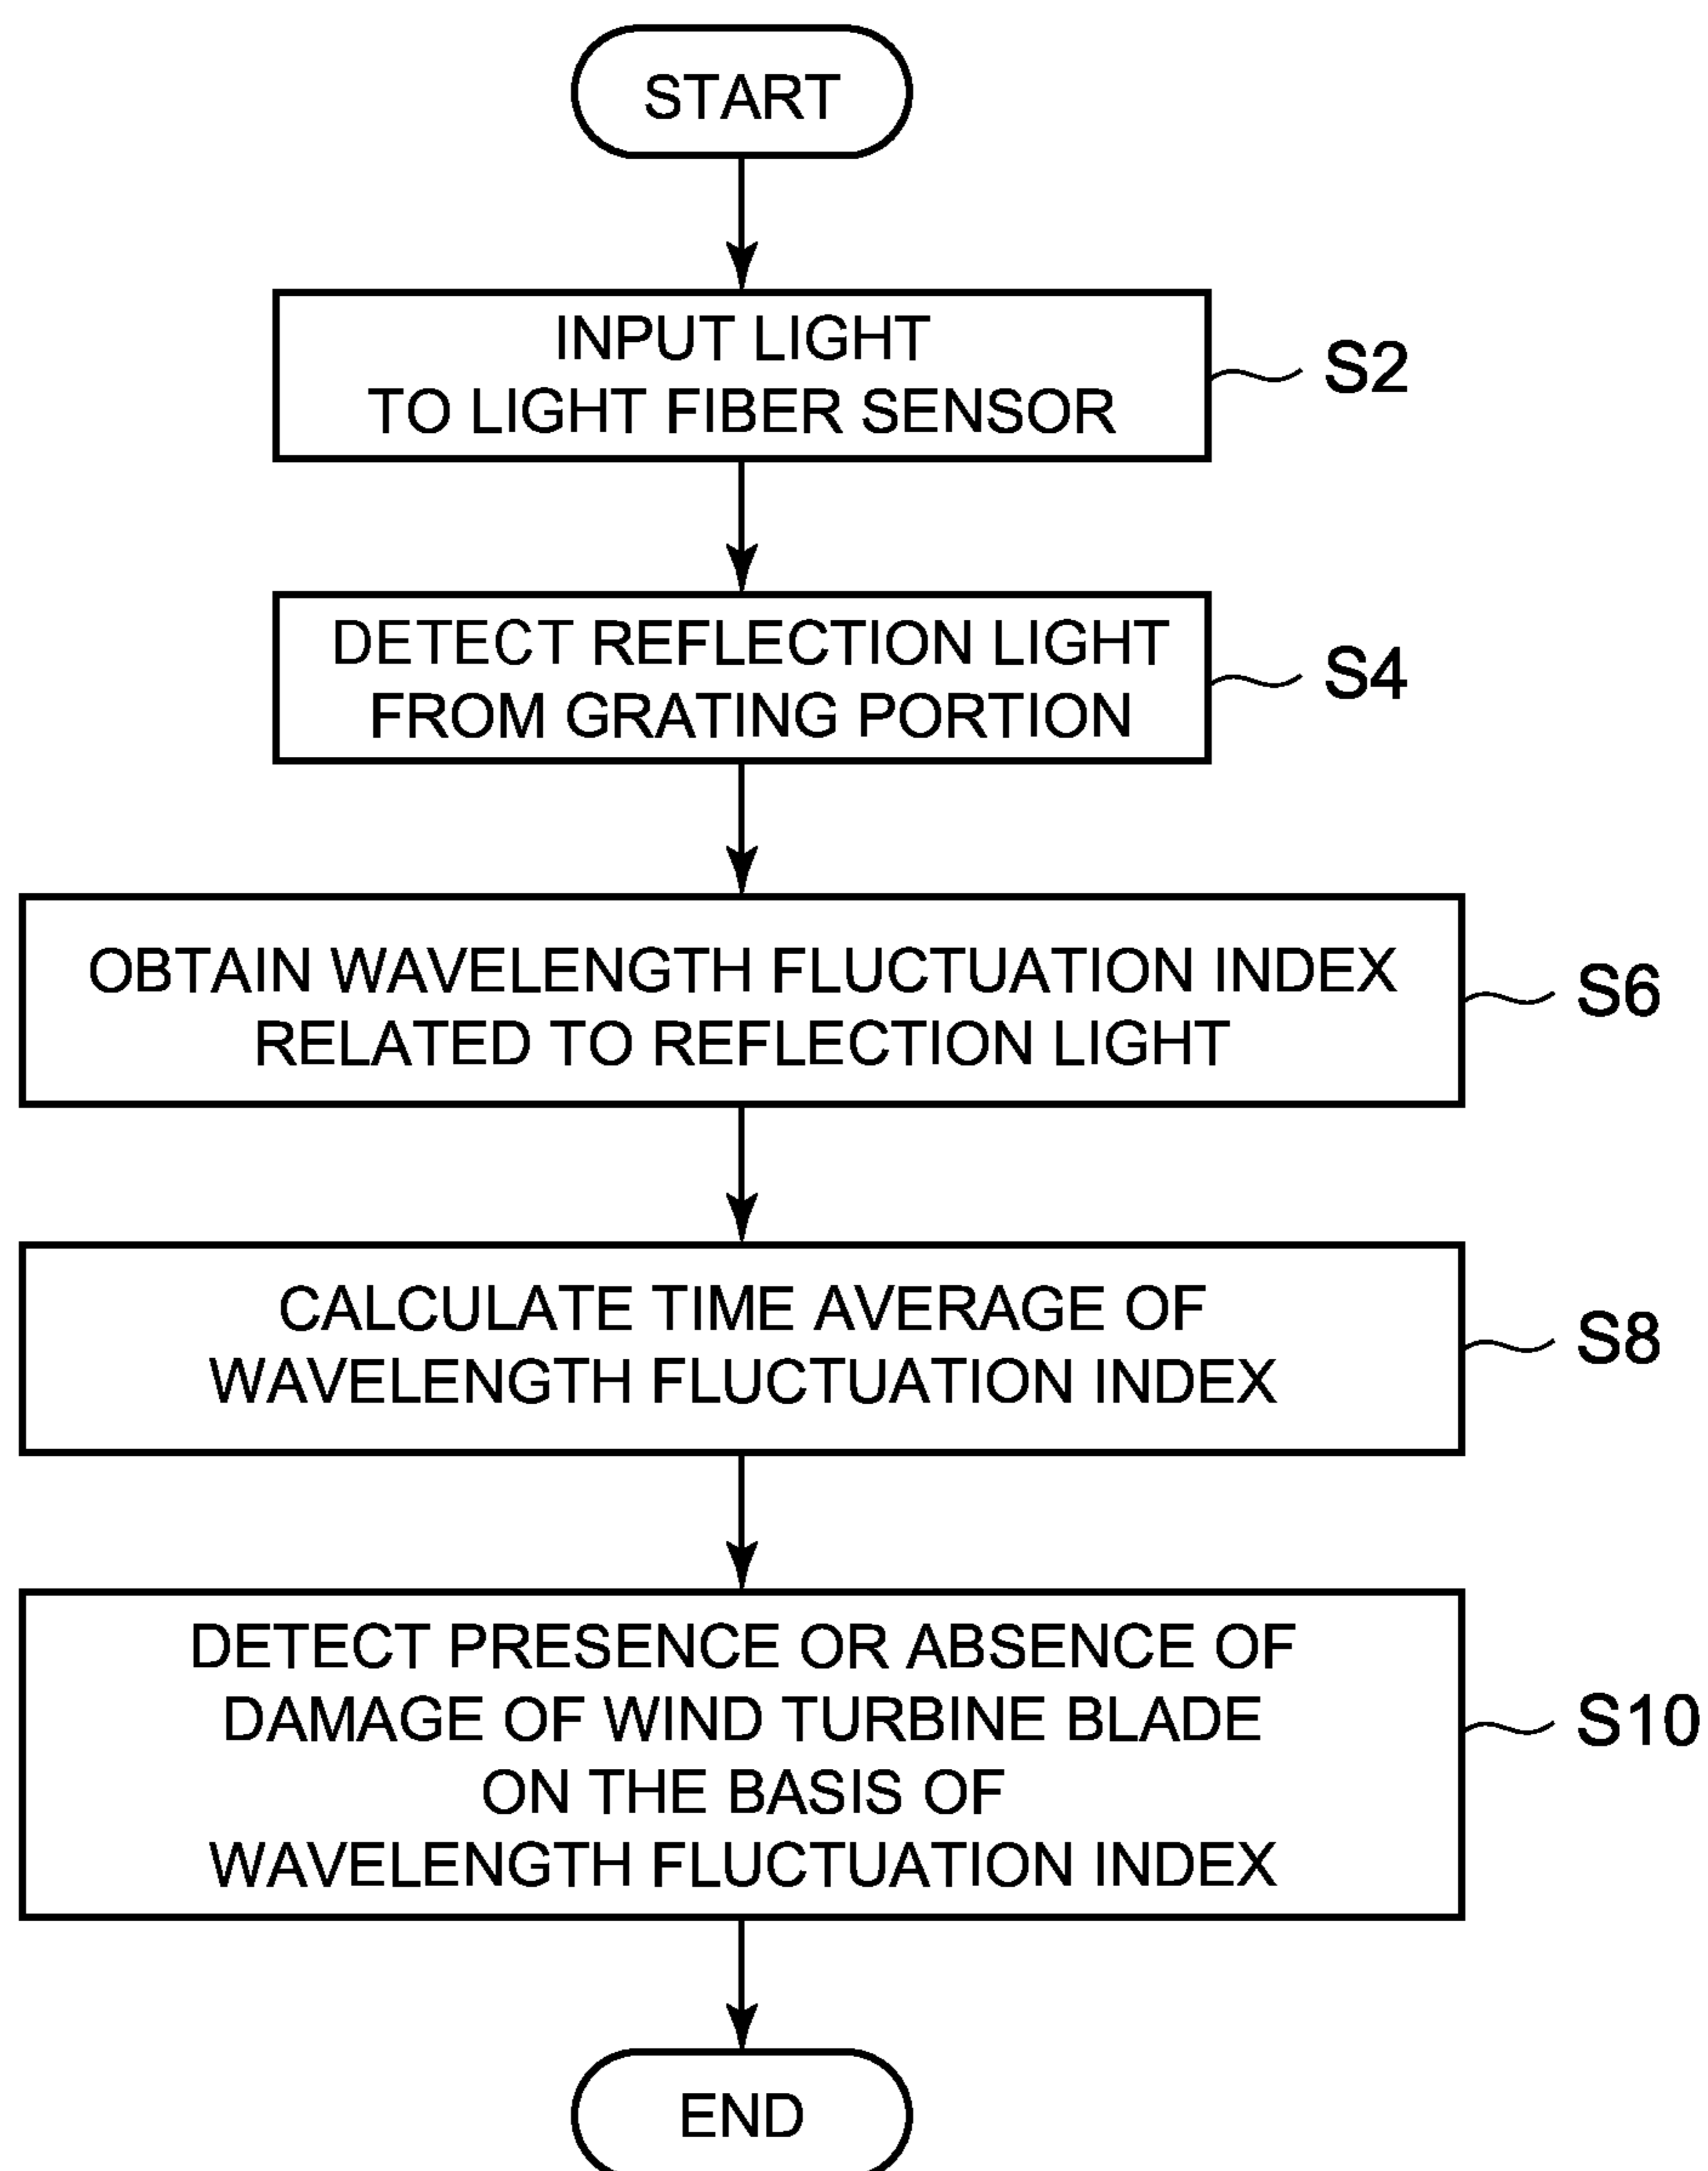 START
INPUT LIGHT
TO LIGHT FIBER SENSOR
S2
DETECT REFLECTION LIGHT
FROM GRATING PORTION
S4
OBTAIN WAVELENGTH FLUCTUATION INDEX
RELATED TO REFLECTION LIGHT
S6
CALCULATE TIME AVERAGE OF
WAVELENGTH FLUCTUATION INDEX
S8
DETECT PRESENCE OR ABSENCE OF
DAMAGE OF WIND TURBINE BLADE
ON THE BASIS OF
WAVELENGTH FLUCTUATION INDEX
S10
END